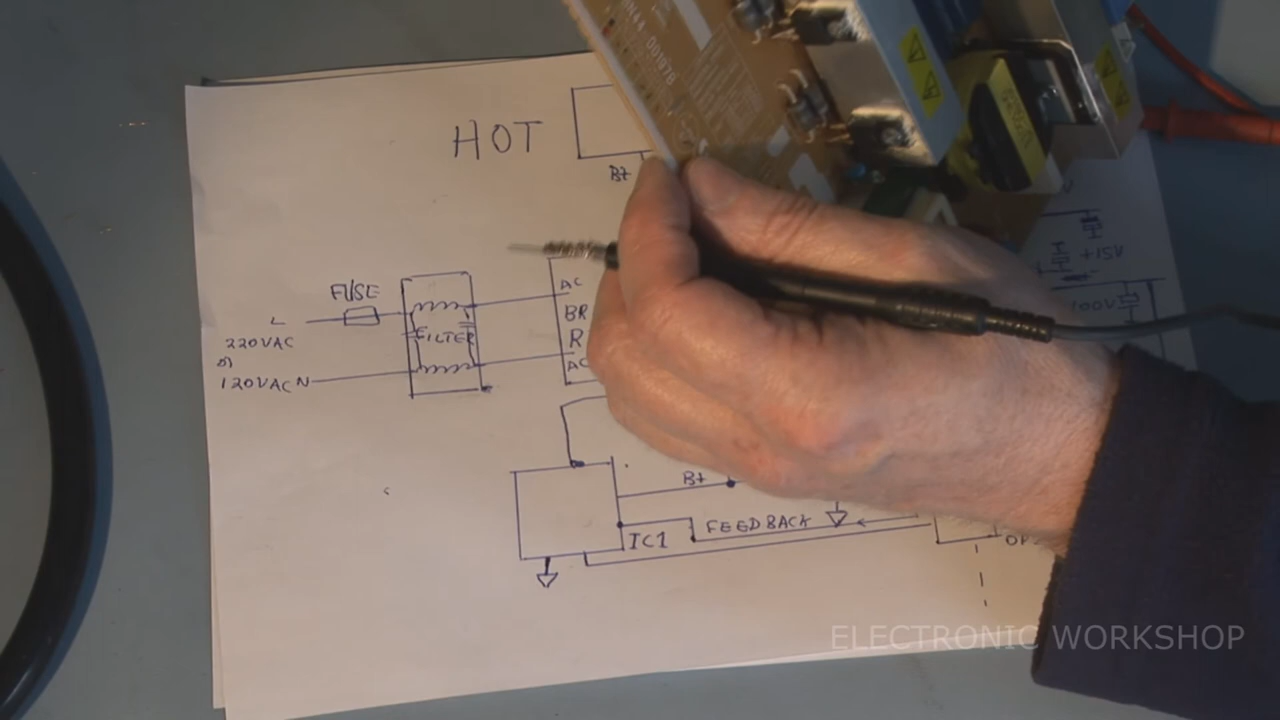 HOT
B+
+15V
100V
FUSE
L
220VAC
or
120VAC N
FILTER
AC
BR
R
AC
B+
FEEDBACK
IC1
ELECTRONIC WORKSHOP